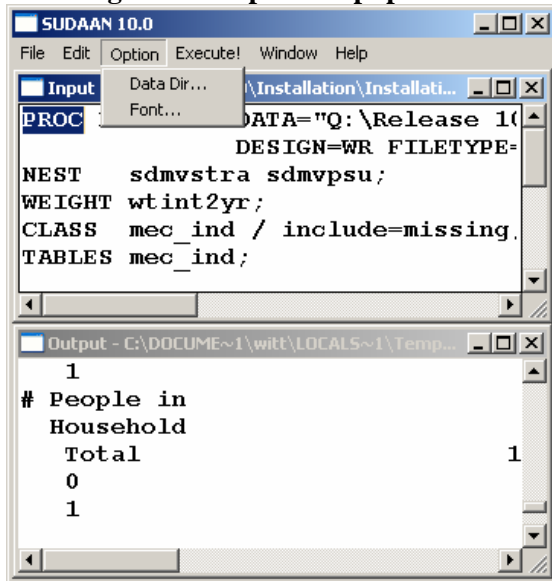 SUDAAN 10.0
File Edit Option Execute! Window Help
Data Dir...
Font...
Input \Installation\Installati...
PROC DATA="Q:\Release
DESIGN=WR FILETYPE=
NEST sdmvstra sdmvpsu;
WEIGHT wtint2yr;
CLASS mec_ind / include=missing
TABLES mec_ind;
Output - C:\DOCUME~1\witt\LOCALS~1\Temp...
1
# People in
Household
Total 1
0
1